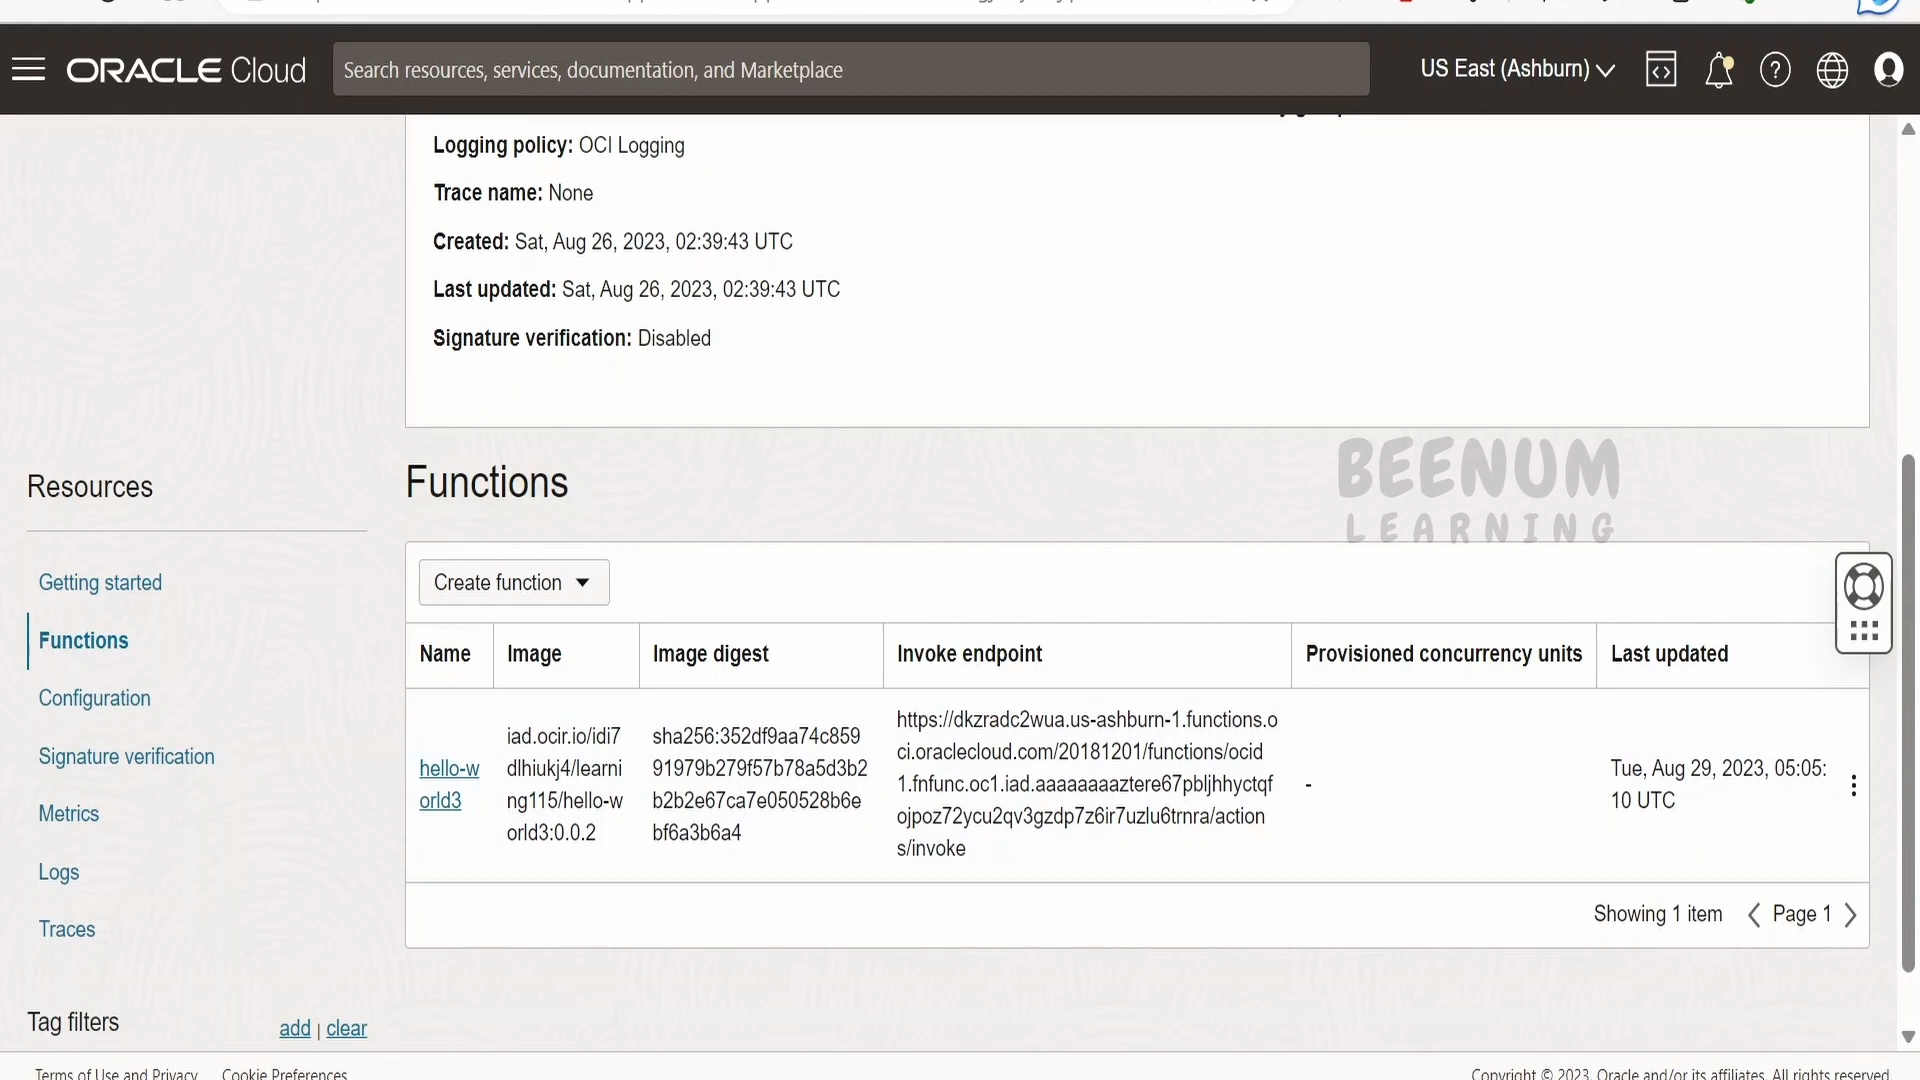 ORACLE Cloud
Search resources, services, documentation, and Marketplace
US East (Ashburn)
Logging policy: OCI Logging
Trace name: None
Created: Sat, Aug 26, 2023, 02:39:43 UTC
Last updated: Sat, Aug 26, 2023, 02:39:43 UTC
Signature verification: Disabled
BEENUM
LEARNING
Resources
Getting started
Functions
Configuration
Signature verification
Metrics
Logs
Traces
Tag filters
add | clear
Functions
Create function
Name
Image
Image digest
Invoke endpoint
Provisioned concurrency units
Last updated
hello-w
orld3
iad.ocir.io/idi7
dlhiukj4/learni
ng115/hello-w
orld3:0.0.2
sha256:352df9aa74c859
91979b279f57b78a5d3b2
b2b2e67ca7e050528b6e
bf6a3b6a4
https://dkzradc2wua.us-ashburn-1.functions.o
ci.oraclecloud.com/20181201/functions/ocid
1.fnfunc.oc1.iad.aaaaaaaaztere67pbljhhyctqf
ojpoz72ycu2qv3gzdp7z6ir7uzlu6trnra/action
s/invoke
-
Tue, Aug 29, 2023, 05:05:
10 UTC
Showing 1 item
Page 1
Terms of Use and Privacy
Cookie Preferences
Copyright © 2023, Oracle and/or its affiliates. All rights reserved.